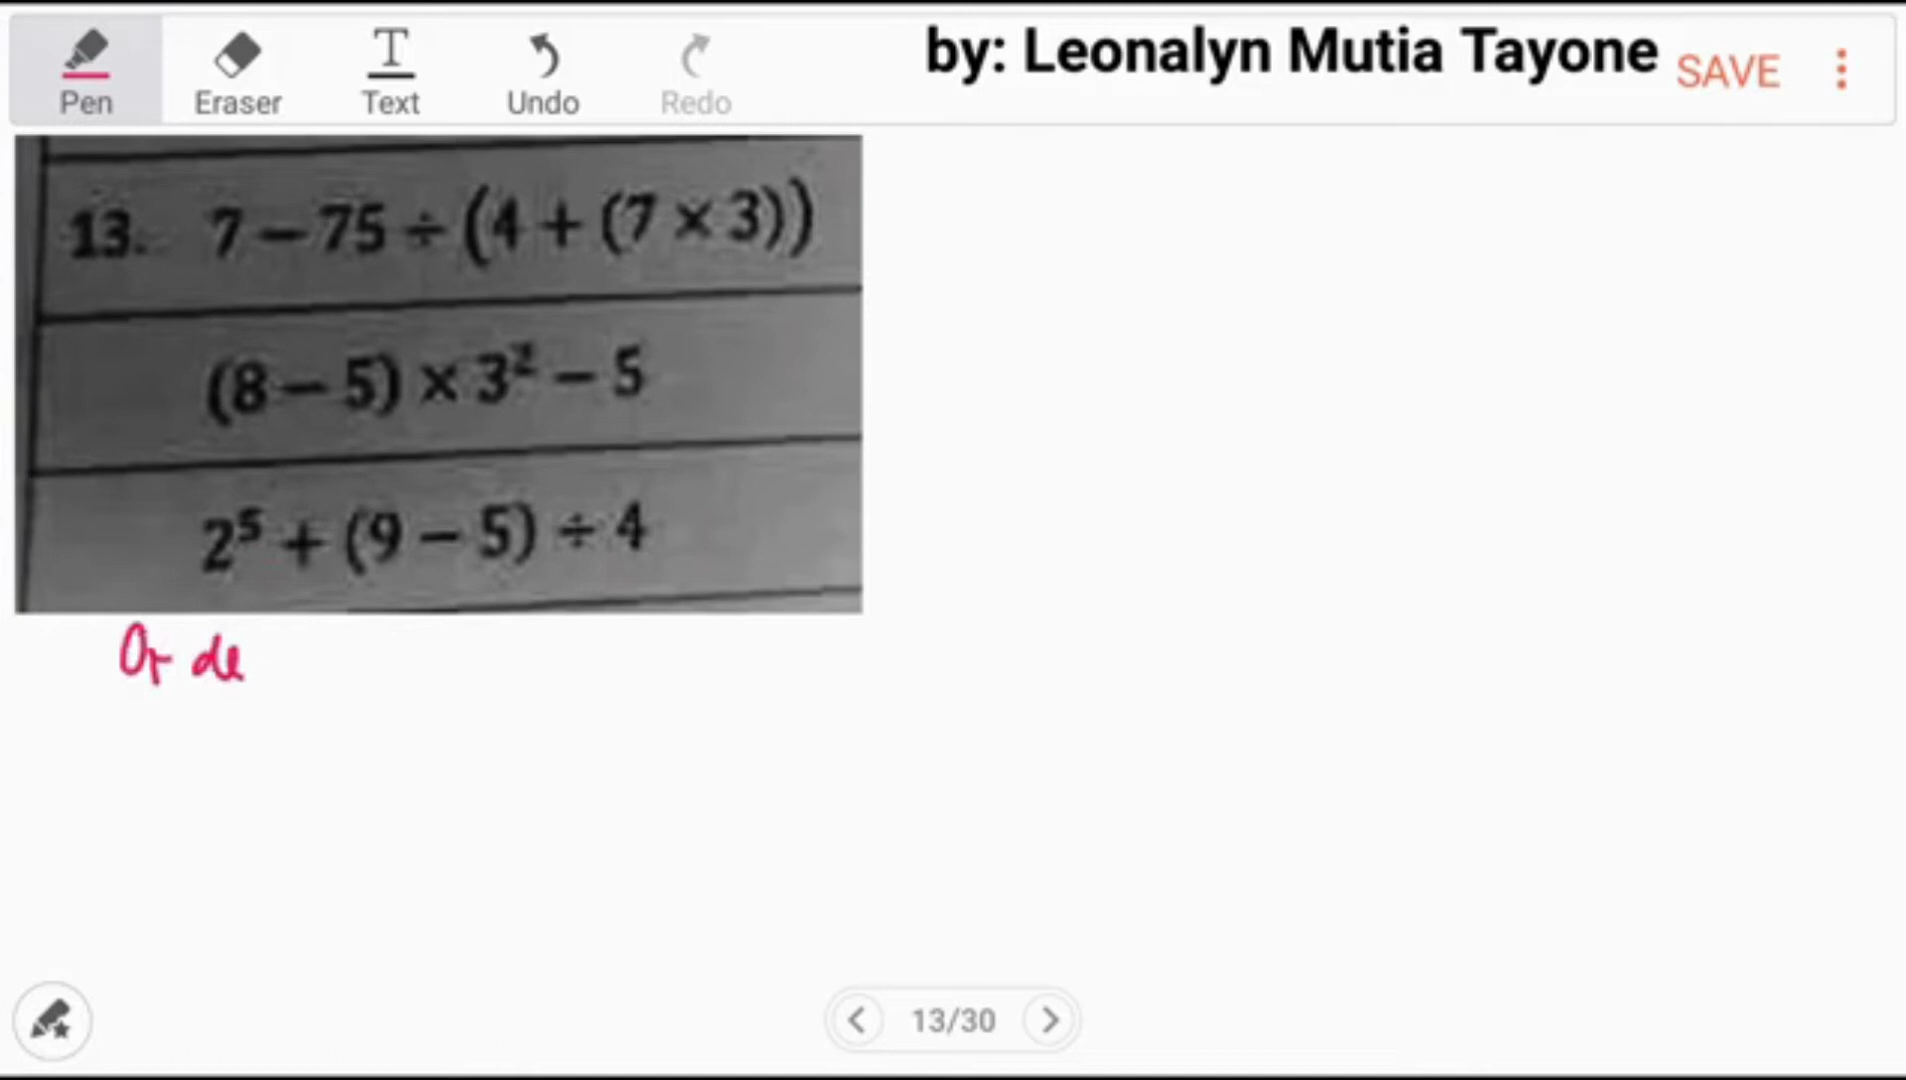 by: Leonalyn Mutia Tayone
Pen Eraser Text Undo Redo SAVE
13. 7 − 75 ÷ (4 + (7 × 3))
(8 − 5) × 3² − 5
2⁵ + (9 − 5) ÷ 4
Or de
13/30